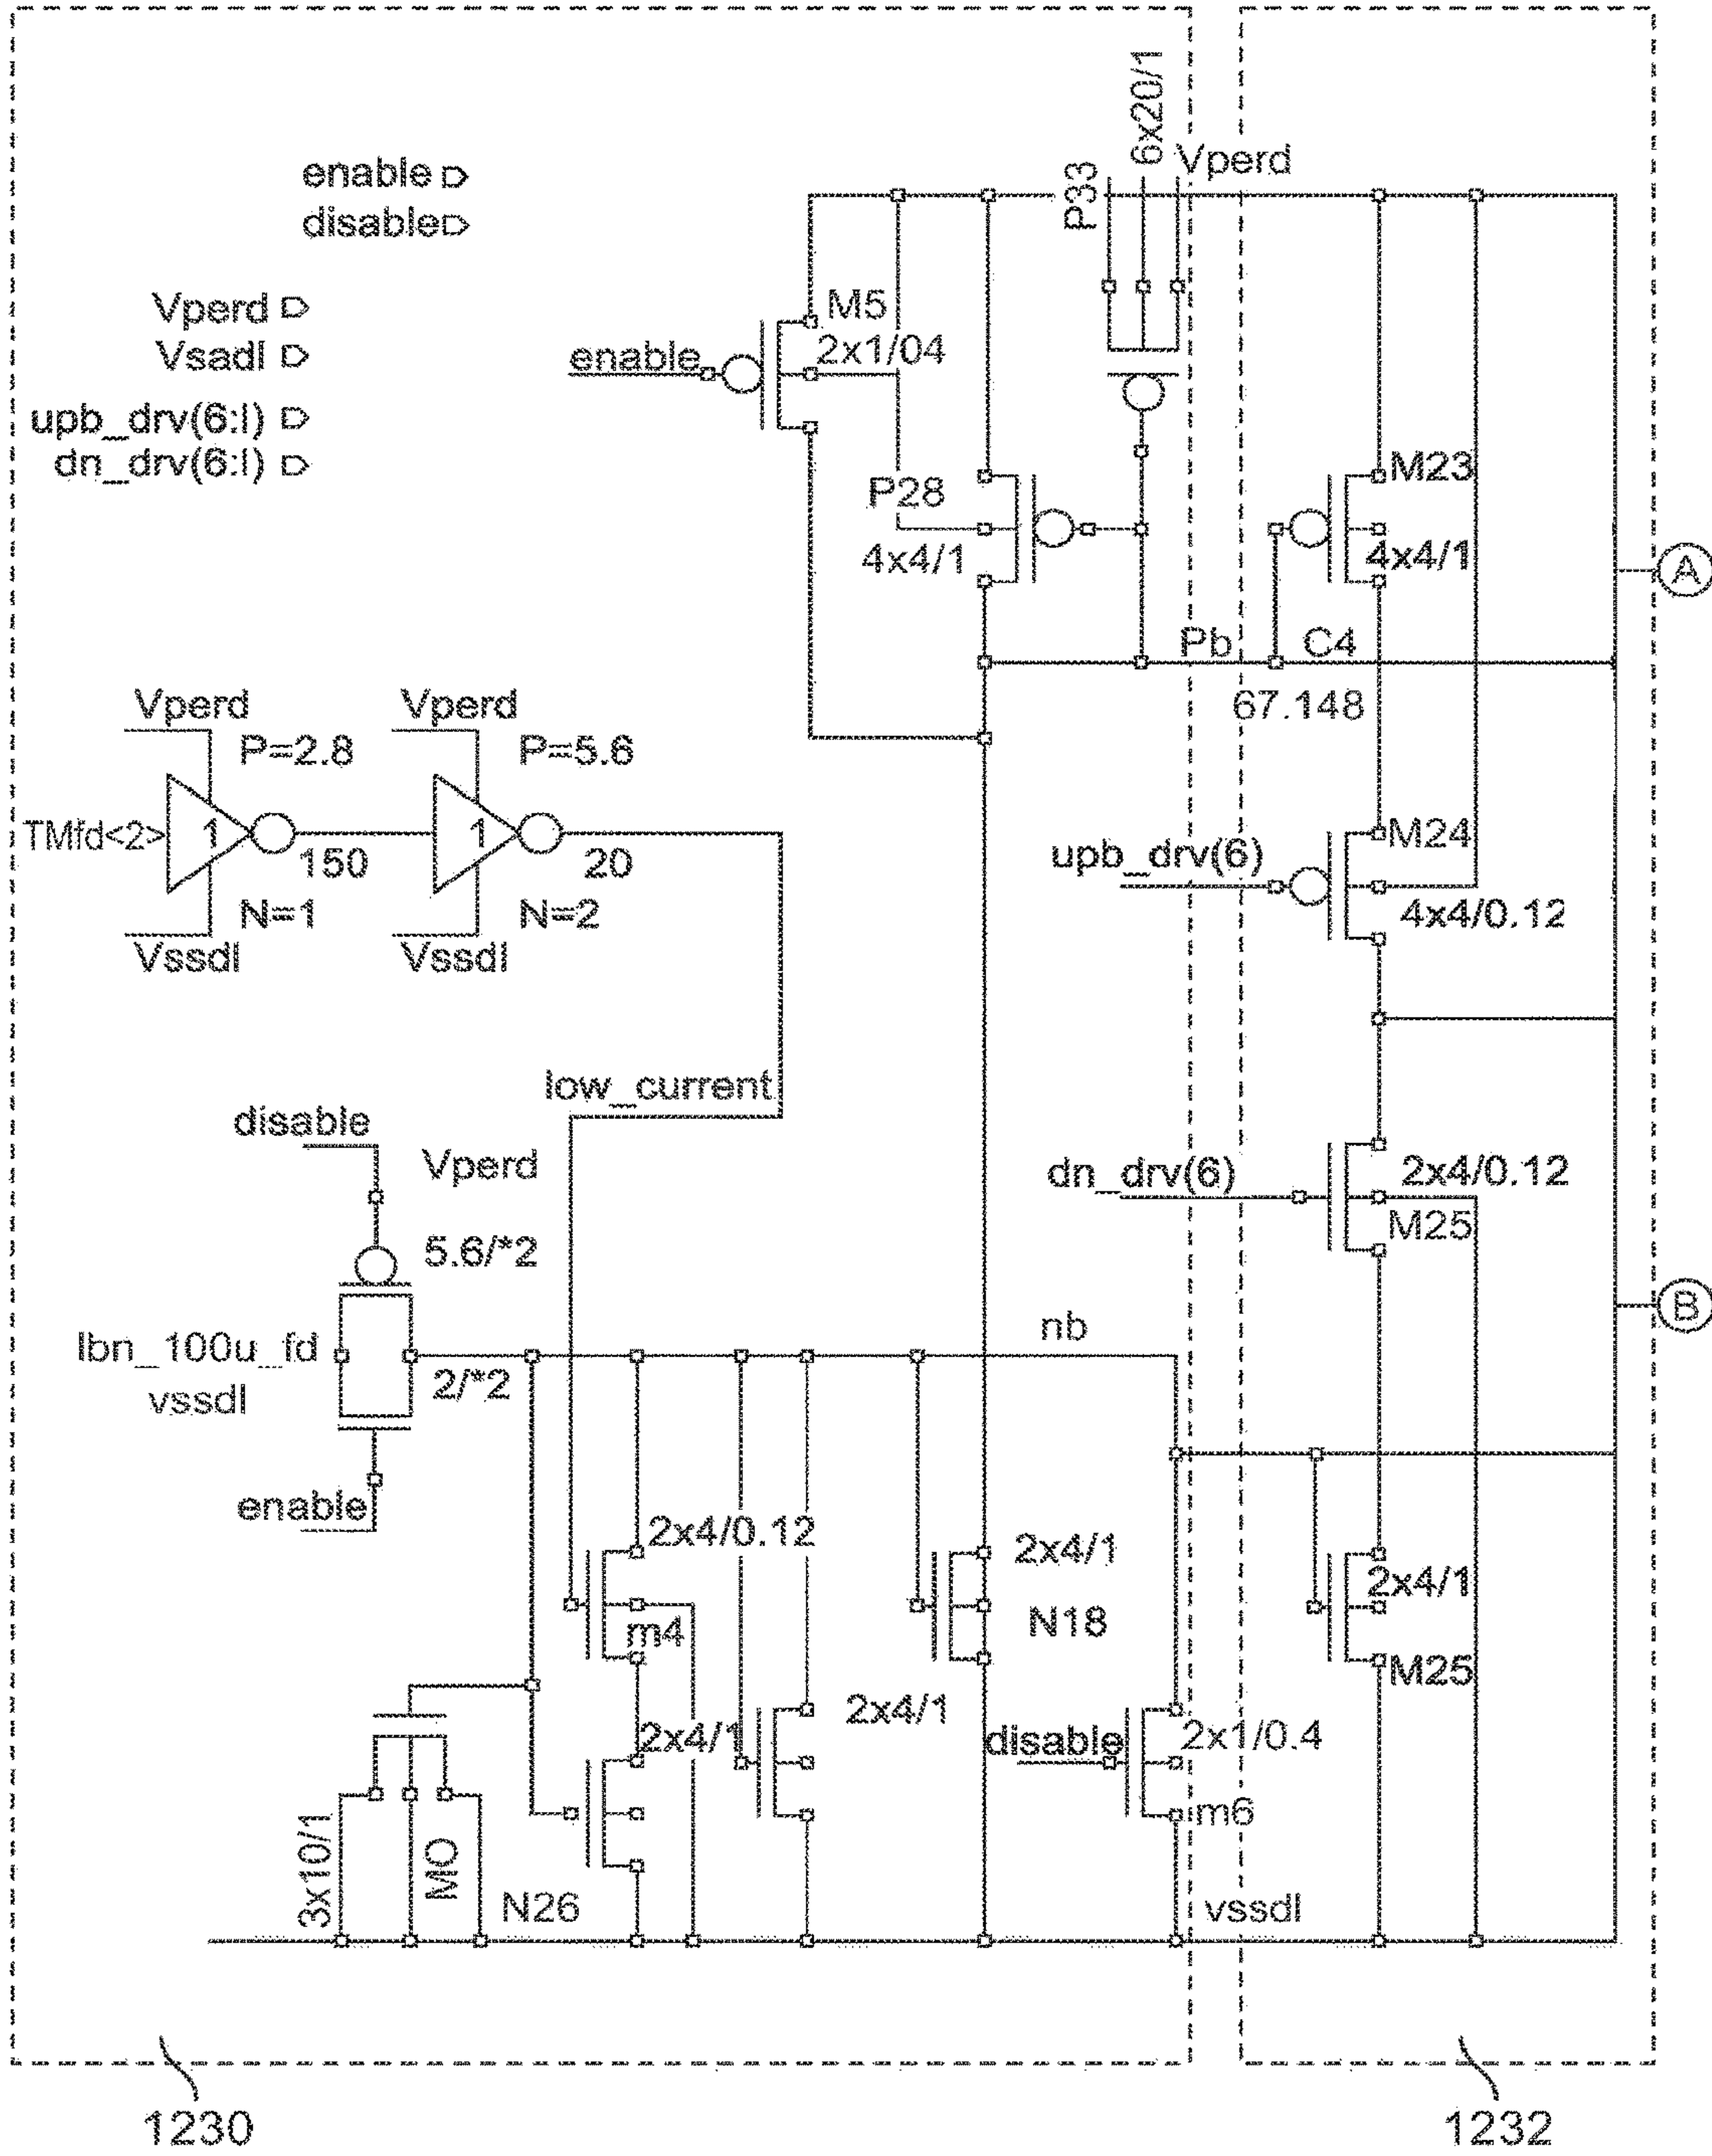 6x20/1
enable
Vperd
P33
disable
Vperd
M5
Vsadl
enable
2x1/04
upb_drv(6:l)
dn_drv(6:l)
M23
P28
4x4/1
4x4/1
A
Pb
C4
67.148
Vperd
Vperd
P=2.8
P=5.6
TMfd<2>
1
1
M24
150
20
upb_drv(6)
N=1
N=2
4x4/0.12
Vssdl
Vssdl
low_current
disable
Vperd
dn_drv(6)
2x4/0.12
M25
5.6/*2
B
nb
lbn_100u_fd
2/*2
vssdl
enable
2x4/0.12
2x4/1
2x4/1
m4
N18
M25
2x4/1
2x4/1
disable
2x1/0.4
m6
3x10/1
MO
N26
vssdl
1230
1232